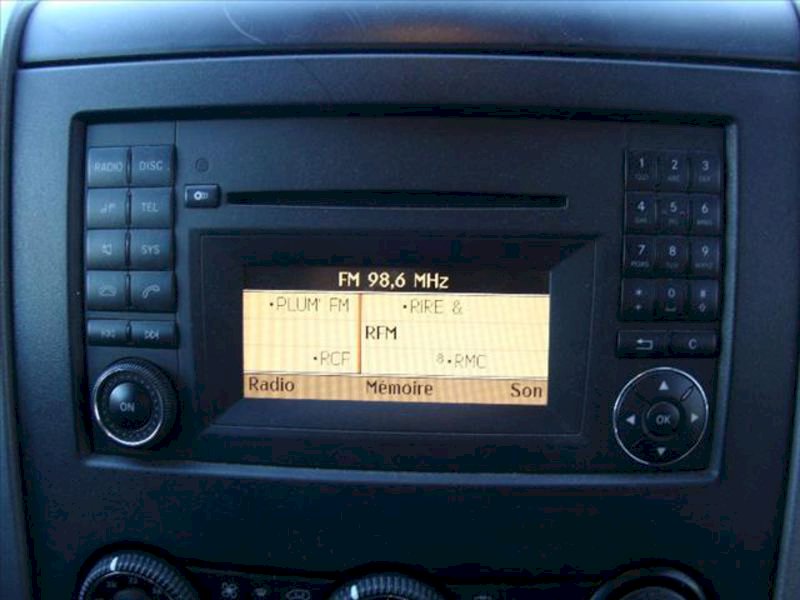 RADIO DISC
TEL
SYS
ON
FM 98,6 MHz
•PLUM' FM •RIRE &
RFM
•RCF 8•RMC
Radio Mémoire Son
1 2 3
4 5 6
7 8 9
* 0 #
C
OK